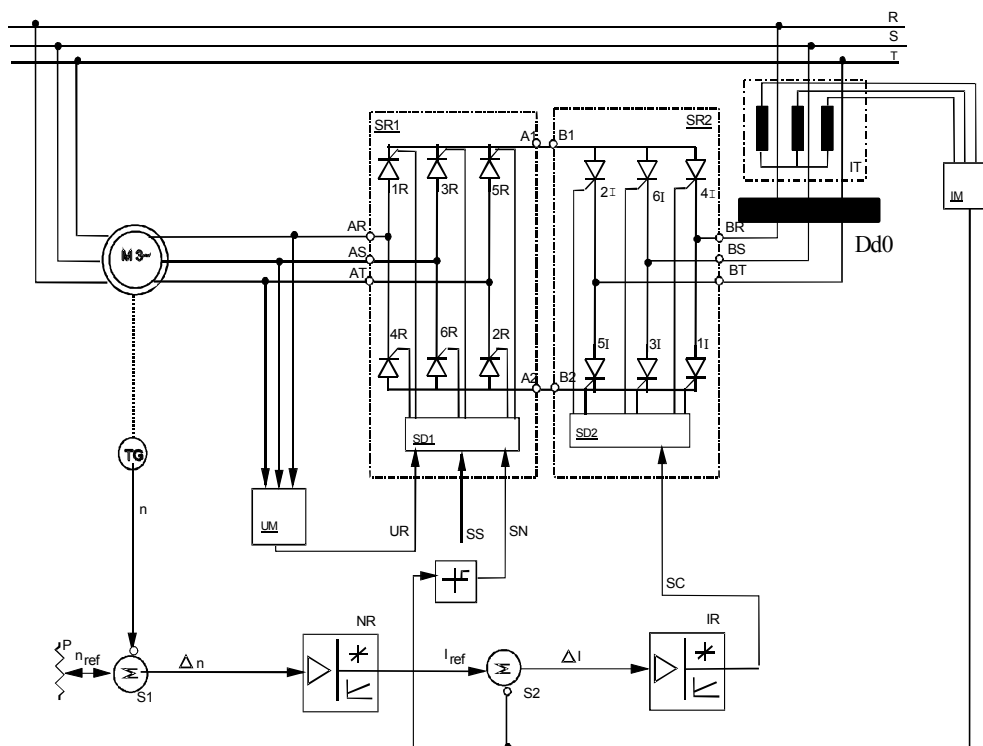 R
S
T
SR1
A1
B1
SR2
1R
3R
5R
2I
6I
4I
IT
IM
AR
BR
M 3~
AS
BS
Dd0
AT
BT
4R
6R
2R
5I
3I
1I
A2
B2
SD1
SD2
TG
n
UM
UR
SS
SN
SC
NR
IR
P
n ref
Σ
Δn
I ref
Σ
ΔI
S1
S2